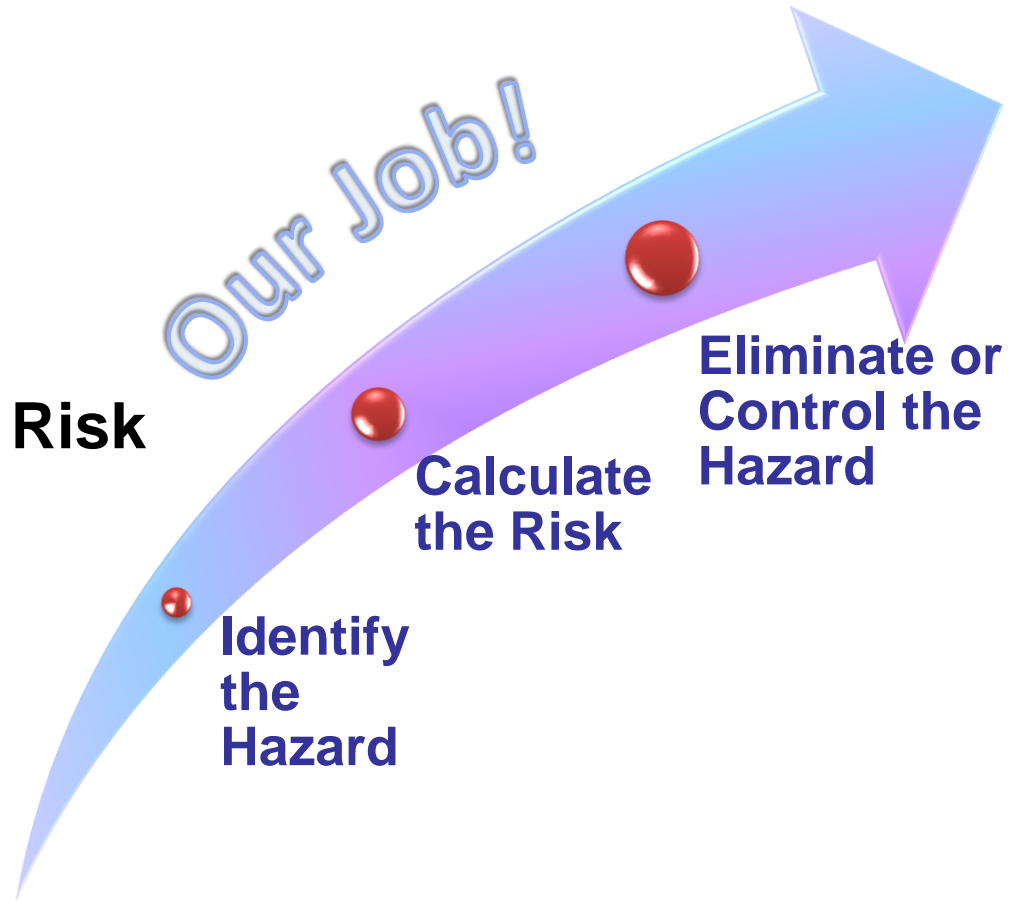 Our Job!
Risk
Identify
the
Hazard
Calculate
the Risk
Eliminate or
Control the
Hazard